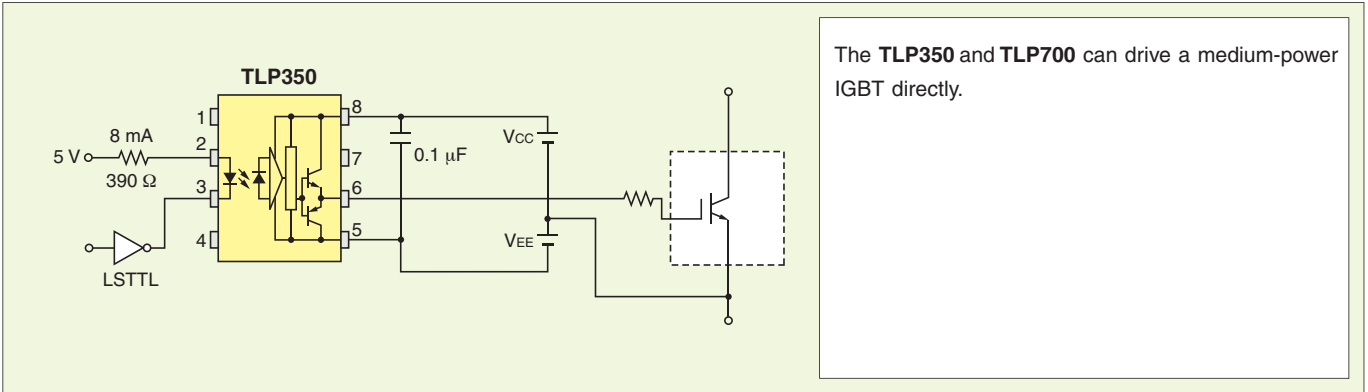 TLP350
1
2
3
4
8
7
6
5
5 V
8 mA
390 Ω
LSTTL
0.1 μF
VCC
VEE
The TLP350 and TLP700 can drive a medium-power
IGBT directly.